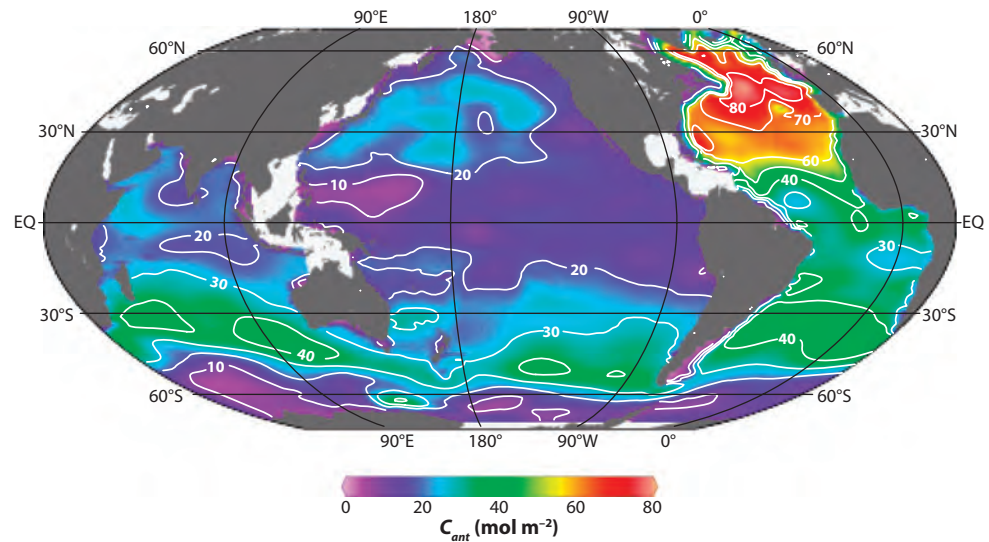 90°E 180° 90°W 0°
60°N 60°N
80 70
30°N 30°N
60
20 40
10
EQ EQ
20 30
20
30
30°S 30 30°S
40 40
10
60°S 60°S
90°E 180° 90°W 0°
0 20 40 60 80
C_ant (mol m⁻²)